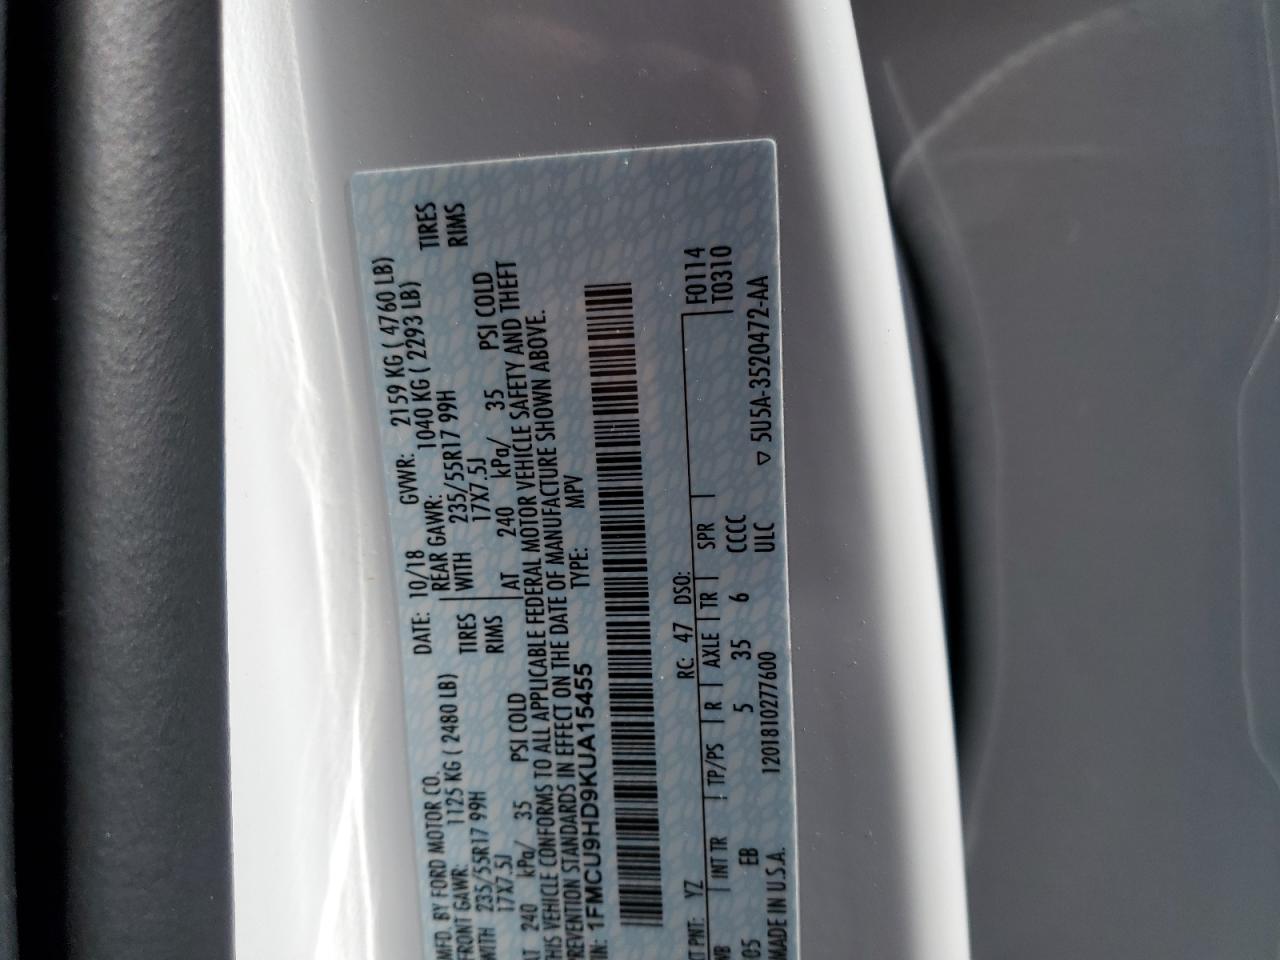 MFD. BY FORD MOTOR CO.
DATE: 10/18 GVWR: 2159 KG ( 4760 LB)
FRONT GAWR: 1125 KG ( 2480 LB) REAR GAWR: 1040 KG ( 2293 LB)
WITH 235/55R17 99H TIRES WITH 235/55R17 99H TIRES
17X7.5J RIMS 17X7.5J RIMS
AT 240 kPa/ 35 PSI COLD AT 240 kPa/ 35 PSI COLD
THIS VEHICLE CONFORMS TO ALL APPLICABLE FEDERAL MOTOR VEHICLE SAFETY AND THEFT
PREVENTION STANDARDS IN EFFECT ON THE DATE OF MANUFACTURE SHOWN ABOVE.
VIN: 1FMCU9HD9KUA15455 TYPE: MPV
EXT PNT: YZ RC: 47 DSO: F0114
WB INT TR TP/PS R AXLE TR SPR T0310
105 EB 5 35 6 CCCC
MADE IN U.S.A. 1201810277600 ULC ▽ 5U5A-3520472-AA